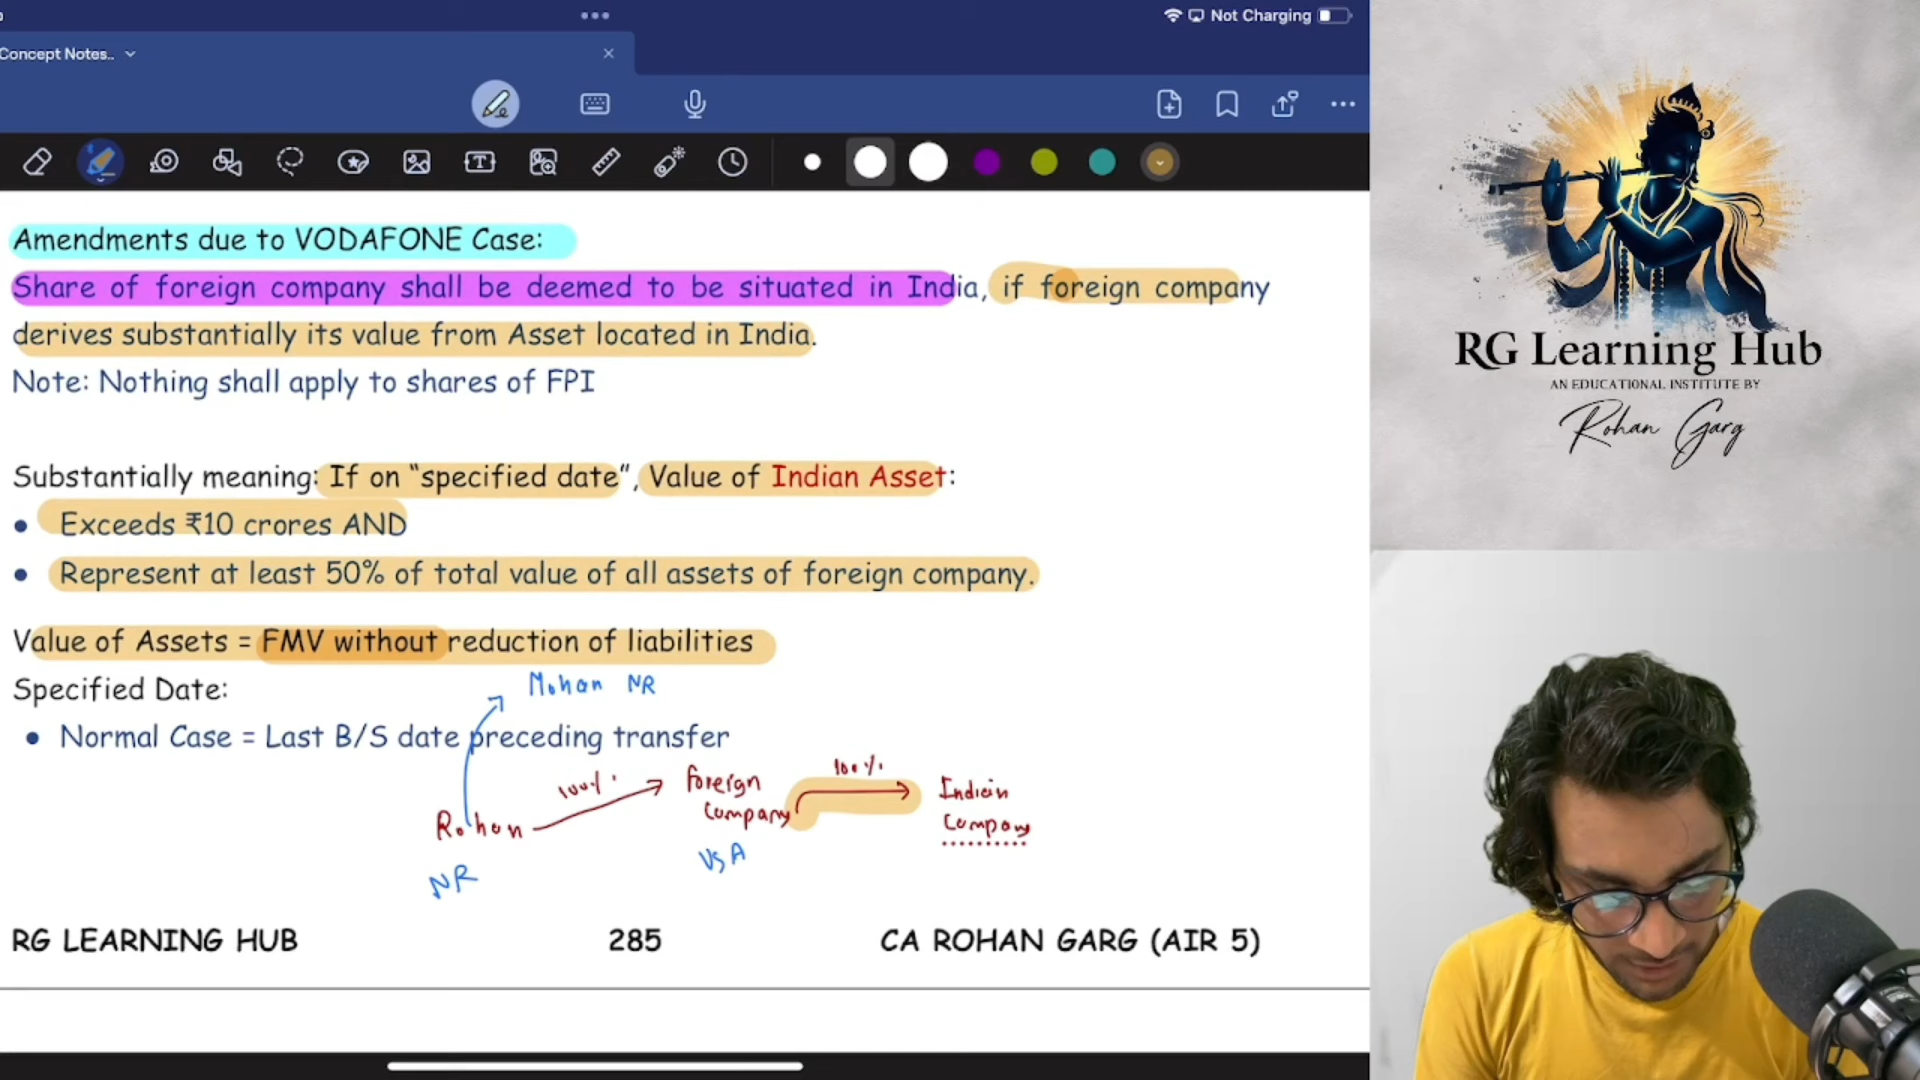 Not Charging
Concept Notes..
Amendments due to VODAFONE Case:
Share of foreign company shall be deemed to be situated in India, if foreign company
derives substantially its value from Asset located in India.
Note: Nothing shall apply to shares of FPI
Substantially meaning: If on “specified date”, Value of Indian Asset:
• Exceeds ₹10 crores AND
• Represent at least 50% of total value of all assets of foreign company.
Value of Assets = FMV without reduction of liabilities
Specified Date:
Mohan NR
• Normal Case = Last B/S date preceding transfer
Rohan 100% Foreign Company 100% Indian Company
NR USA
RG LEARNING HUB 285 CA ROHAN GARG (AIR 5)
RG Learning Hub
AN EDUCATIONAL INSTITUTE BY
Rohan Garg